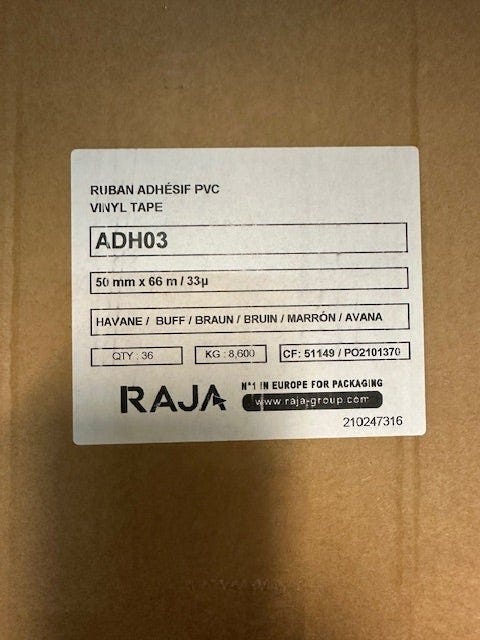 RUBAN ADHÉSIF PVC
VINYL TAPE
ADH03
50 mm x 66 m / 33µ
HAVANE / BUFF / BRAUN / BRUIN / MARRÓN / AVANA
QTY : 36 KG : 8,600 CF: 51149 / PO2101370
RAJA N°1 IN EUROPE FOR PACKAGING
www.raja-group.com
210247316